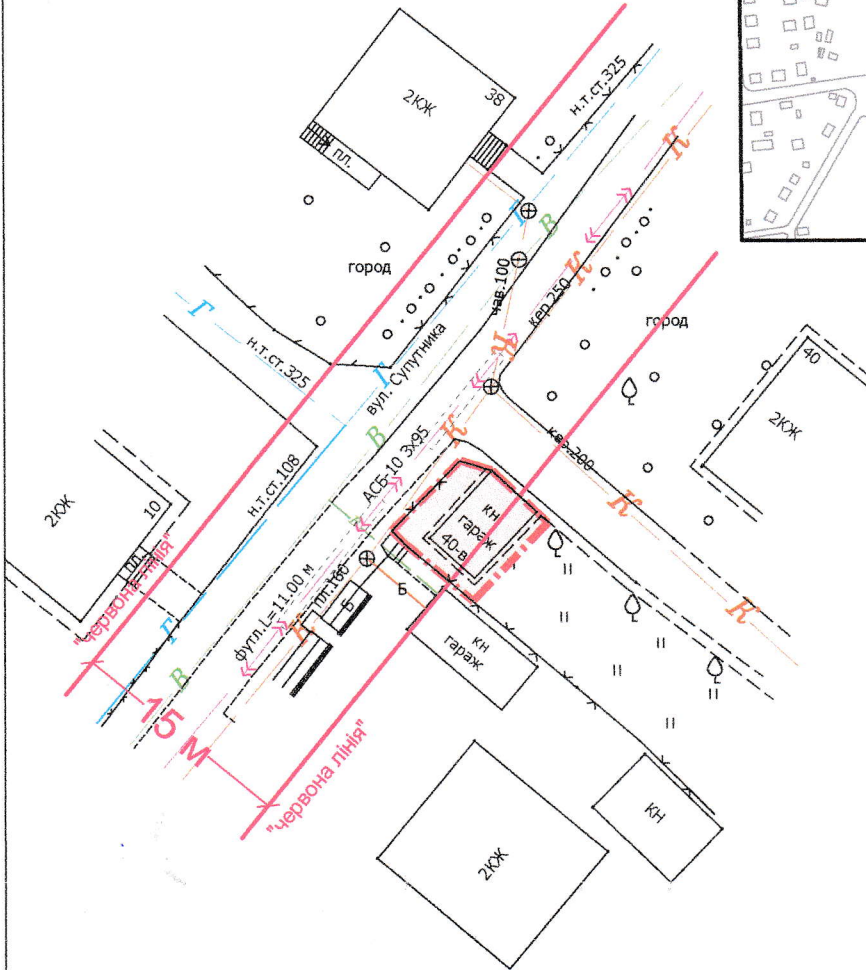 2КЖ
38
пл.
н.т.ст.325
К
город
Г
В
К
чав.100
кер.250
город
Г
н.т.ст.325
вул. Супутника
Г
К
40
2КЖ
В
К
кер.200
АСБ-10 3х95
н.т.ст.108
2КЖ
10
кн
гараж
40-в
К
пл.
"червона лінія"
футл.L=11.00 м
пл.160
Б
Б
Г
К
К
кн
гараж
В
15 м
"червона лінія"
КН
2КЖ